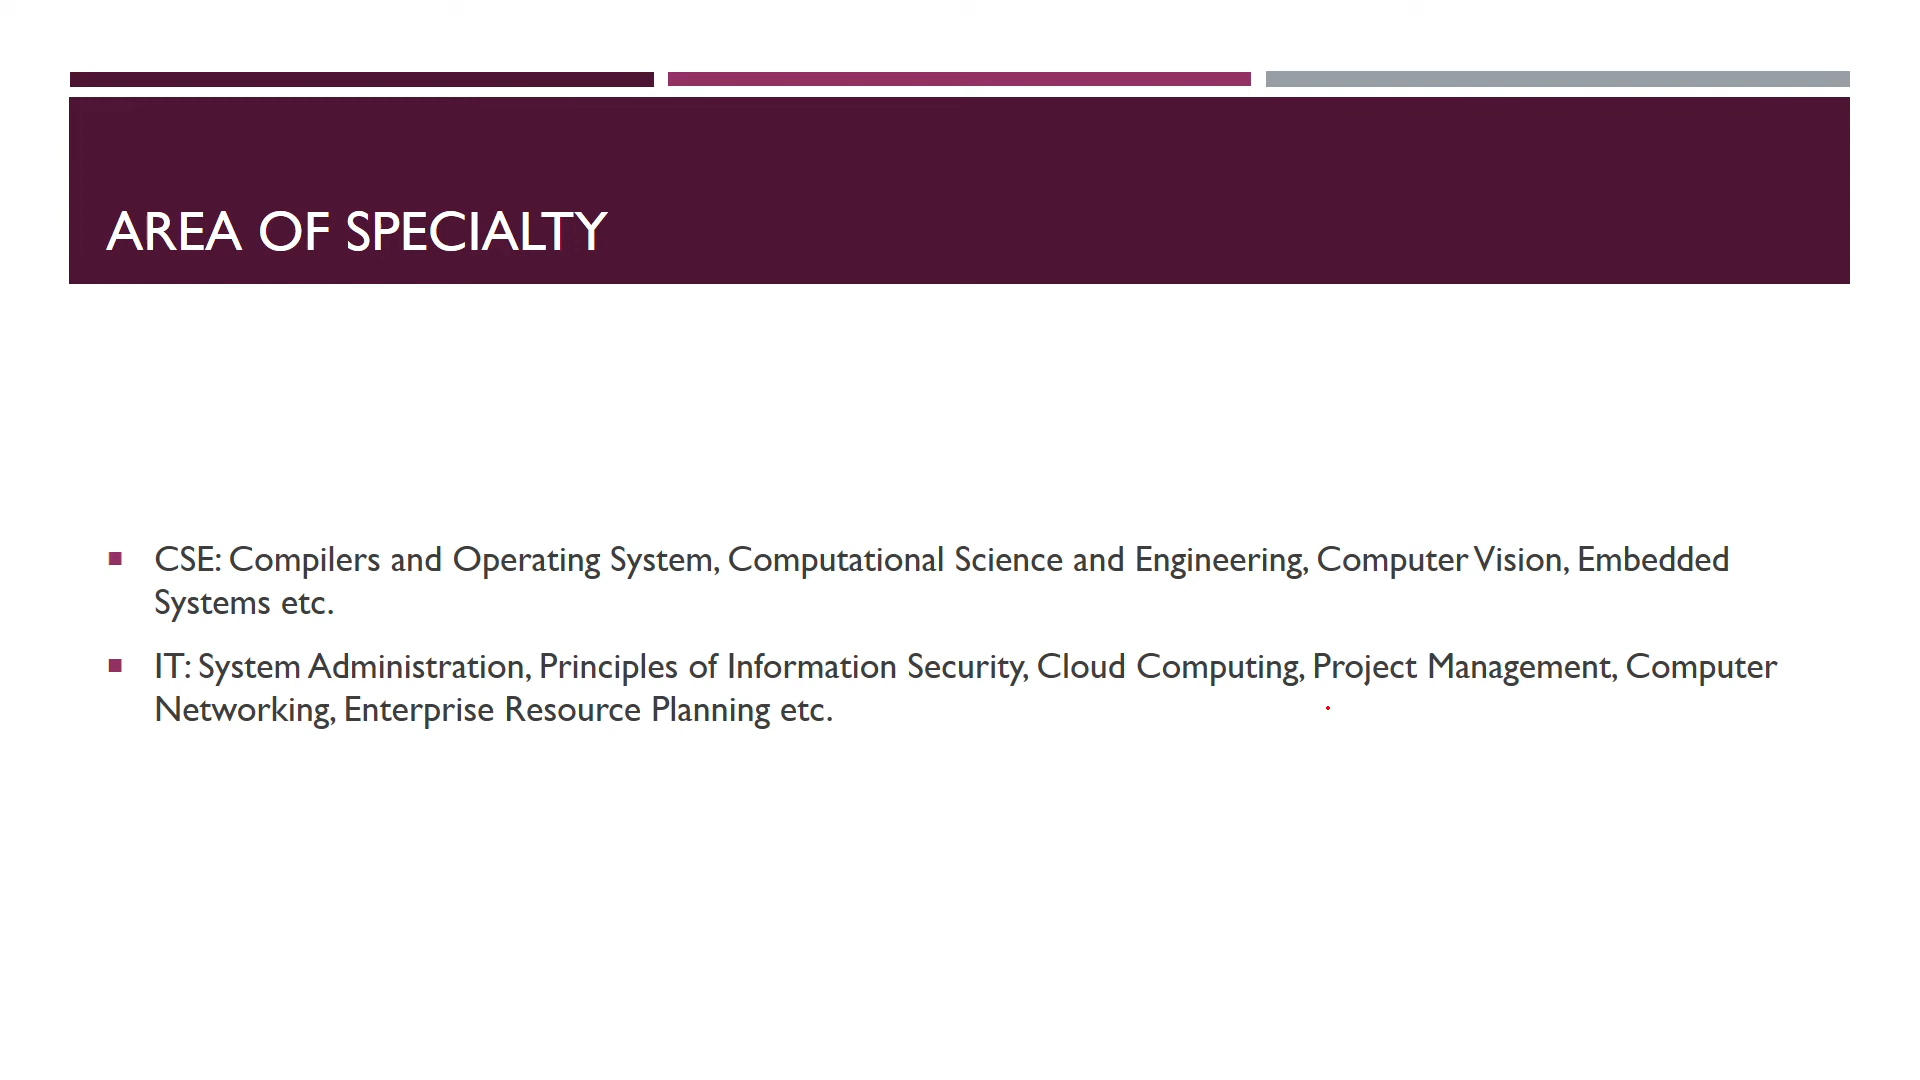 AREA OF SPECIALTY
CSE: Compilers and Operating System, Computational Science and Engineering, Computer Vision, Embedded
Systems etc.
IT: System Administration, Principles of Information Security, Cloud Computing, Project Management, Computer
Networking, Enterprise Resource Planning etc.